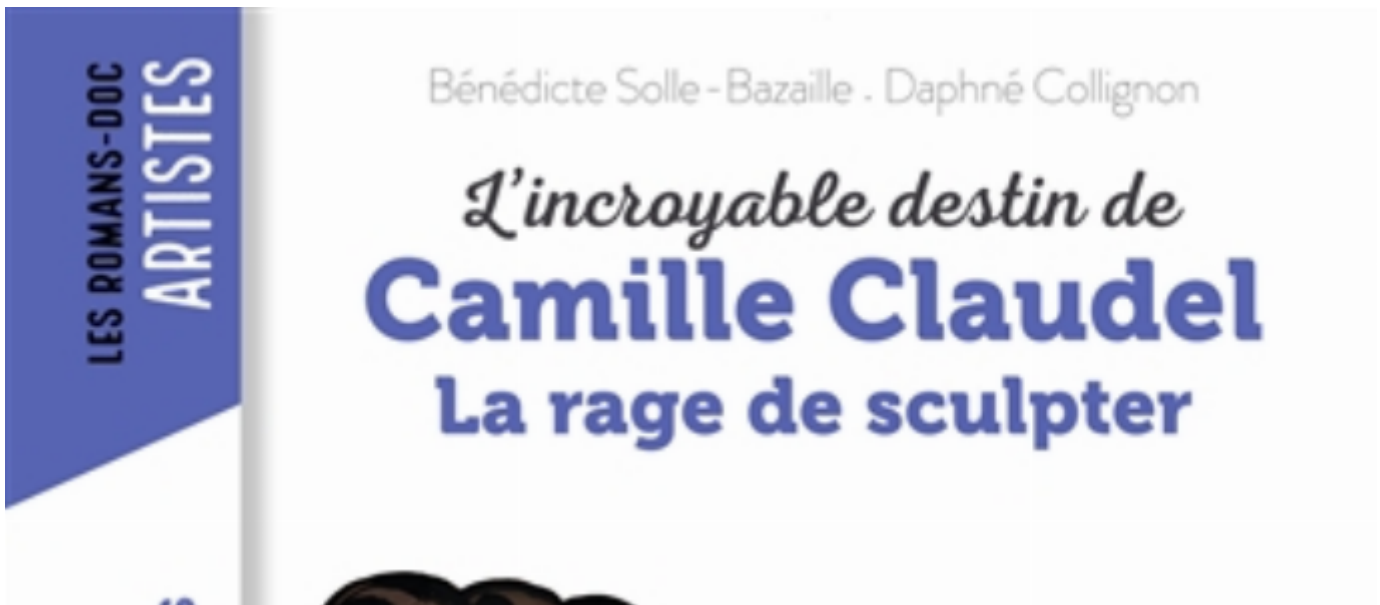 LES ROMANS-DOC
ARTISTES
Bénédicte Solle-Bazaille . Daphné Collignon
L'incroyable destin de
Camille Claudel
La rage de sculpter